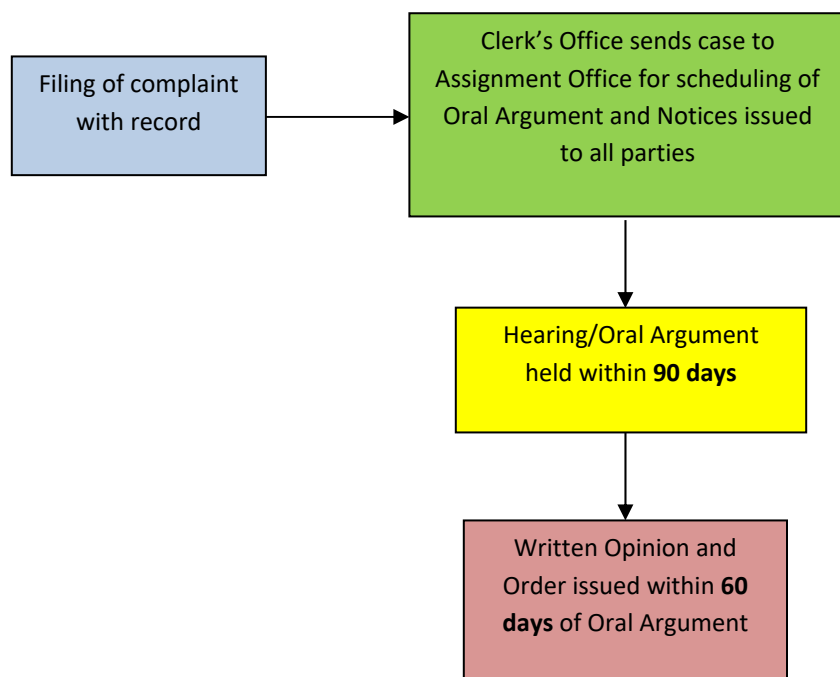 Filing of complaint
with record
Clerk’s Office sends case to
Assignment Office for scheduling of
Oral Argument and Notices issued
to all parties
Hearing/Oral Argument
held within 90 days
Written Opinion and
Order issued within 60
days of Oral Argument